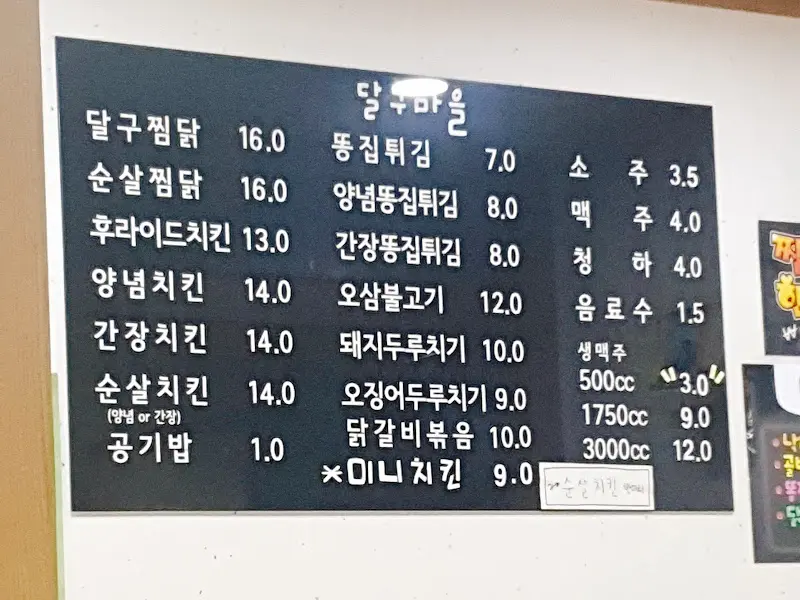 달구마을
달구찜닭 16.0
순살찜닭 16.0
후라이드치킨 13.0
양념치킨 14.0
간장치킨 14.0
순살치킨 14.0
(양념 or 간장)
공기밥 1.0
똥집튀김 7.0
양념똥집튀김 8.0
간장똥집튀김 8.0
오삼불고기 12.0
돼지두루치기 10.0
오징어두루치기 9.0
닭갈비볶음 10.0
*미니치킨 9.0
소주 3.5
맥주 4.0
청하 4.0
음료수 1.5
생맥주
500cc 3.0
1750cc 9.0
3000cc 12.0
순살치킨